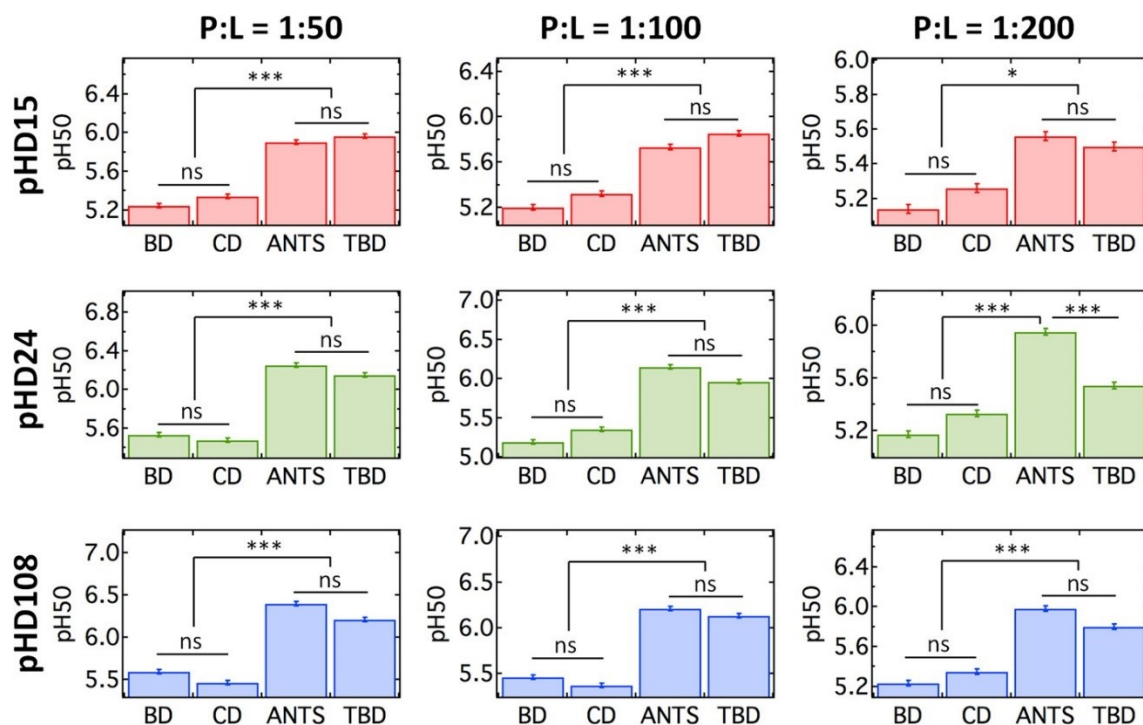 P:L = 1:50
P:L = 1:100
P:L = 1:200
pHD15
pH50
6.4
6.0
5.6
5.2
***
ns
ns
BD CD ANTS TBD
pH50
6.4
6.0
5.6
5.2
***
ns
ns
BD CD ANTS TBD
pH50
6.0
5.8
5.6
5.4
5.2
*
ns
ns
BD CD ANTS TBD
pHD24
pH50
6.8
6.4
6.0
5.6
***
ns
ns
BD CD ANTS TBD
pH50
7.0
6.5
6.0
5.5
5.0
***
ns
ns
BD CD ANTS TBD
pH50
6.0
5.6
5.2
*** ***
ns
BD CD ANTS TBD
pHD108
pH50
7.0
6.5
6.0
5.5
***
ns
ns
BD CD ANTS TBD
pH50
7.0
6.5
6.0
5.5
***
ns
ns
BD CD ANTS TBD
pH50
6.4
6.0
5.6
5.2
***
ns
ns
BD CD ANTS TBD